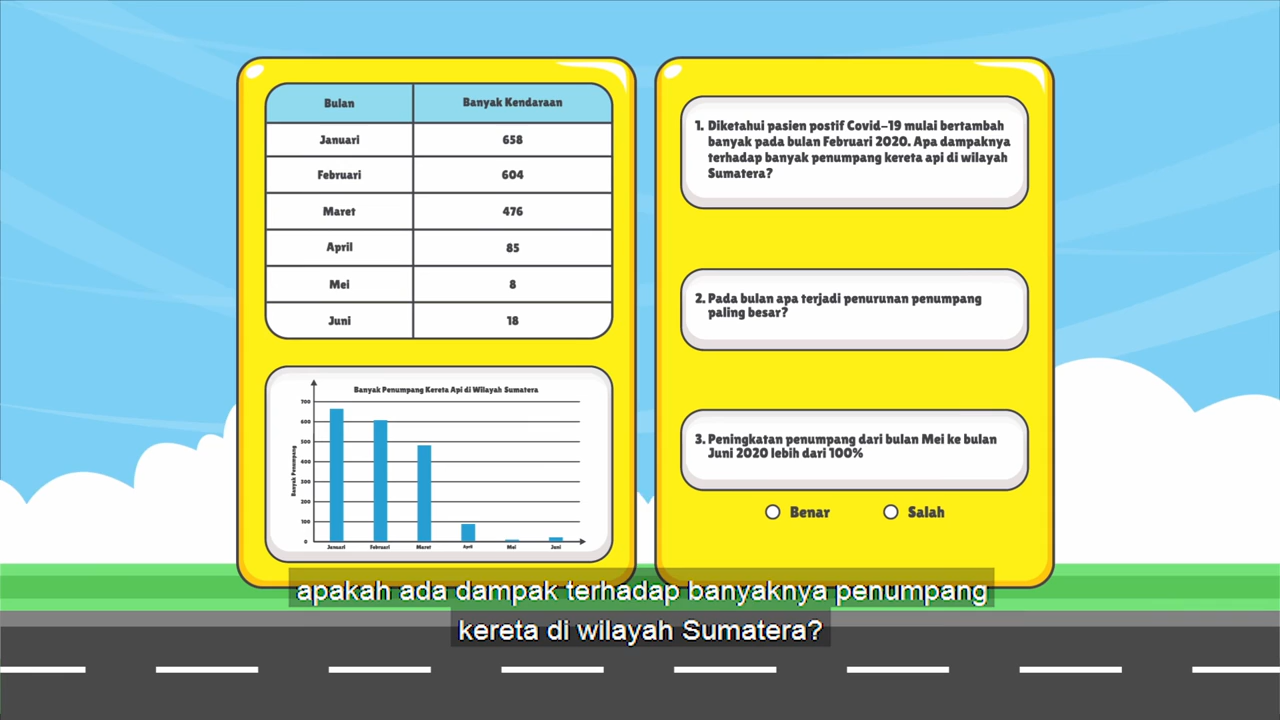 Bulan Banyak Kendaraan
Januari 658
Februari 604
Maret 476
April 85
Mei 8
Juni 18
Banyak Penumpang Kereta Api di Wilayah Sumatera
Banyak Penumpang
700
600
500
400
300
200
100
0
Januari Februari Maret April Mei Juni
1. Diketahui pasien postif Covid-19 mulai bertambah
banyak pada bulan Februari 2020. Apa dampaknya
terhadap banyak penumpang kereta api di wilayah
Sumatera?
2. Pada bulan apa terjadi penurunan penumpang
paling besar?
3. Peningkatan penumpang dari bulan Mei ke bulan
Juni 2020 lebih dari 100%
Benar Salah
apakah ada dampak terhadap banyaknya penumpang
kereta di wilayah Sumatera?